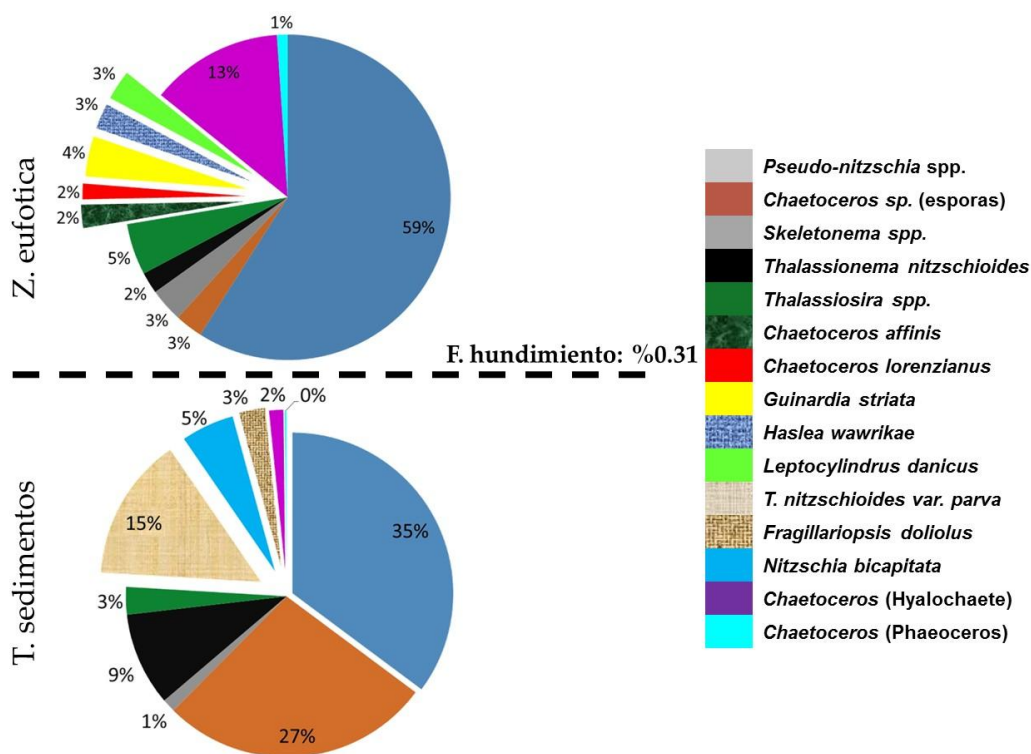 Z. eufotica
1%
13%
3%
3%
4%
2%
2%
5%
2%
3%
3%
59%
F. hundimiento: %0.31
T. sedimentos
0%
2%
3%
5%
15%
3%
9%
1%
27%
35%
Pseudo-nitzschia spp.
Chaetoceros sp. (esporas)
Skeletonema spp.
Thalassionema nitzschioides
Thalassiosira spp.
Chaetoceros affinis
Chaetoceros lorenzianus
Guinardia striata
Haslea wawrikae
Leptocylindrus danicus
T. nitzschioides var. parva
Fragillariopsis doliolus
Nitzschia bicapitata
Chaetoceros (Hyalochaete)
Chaetoceros (Phaeoceros)